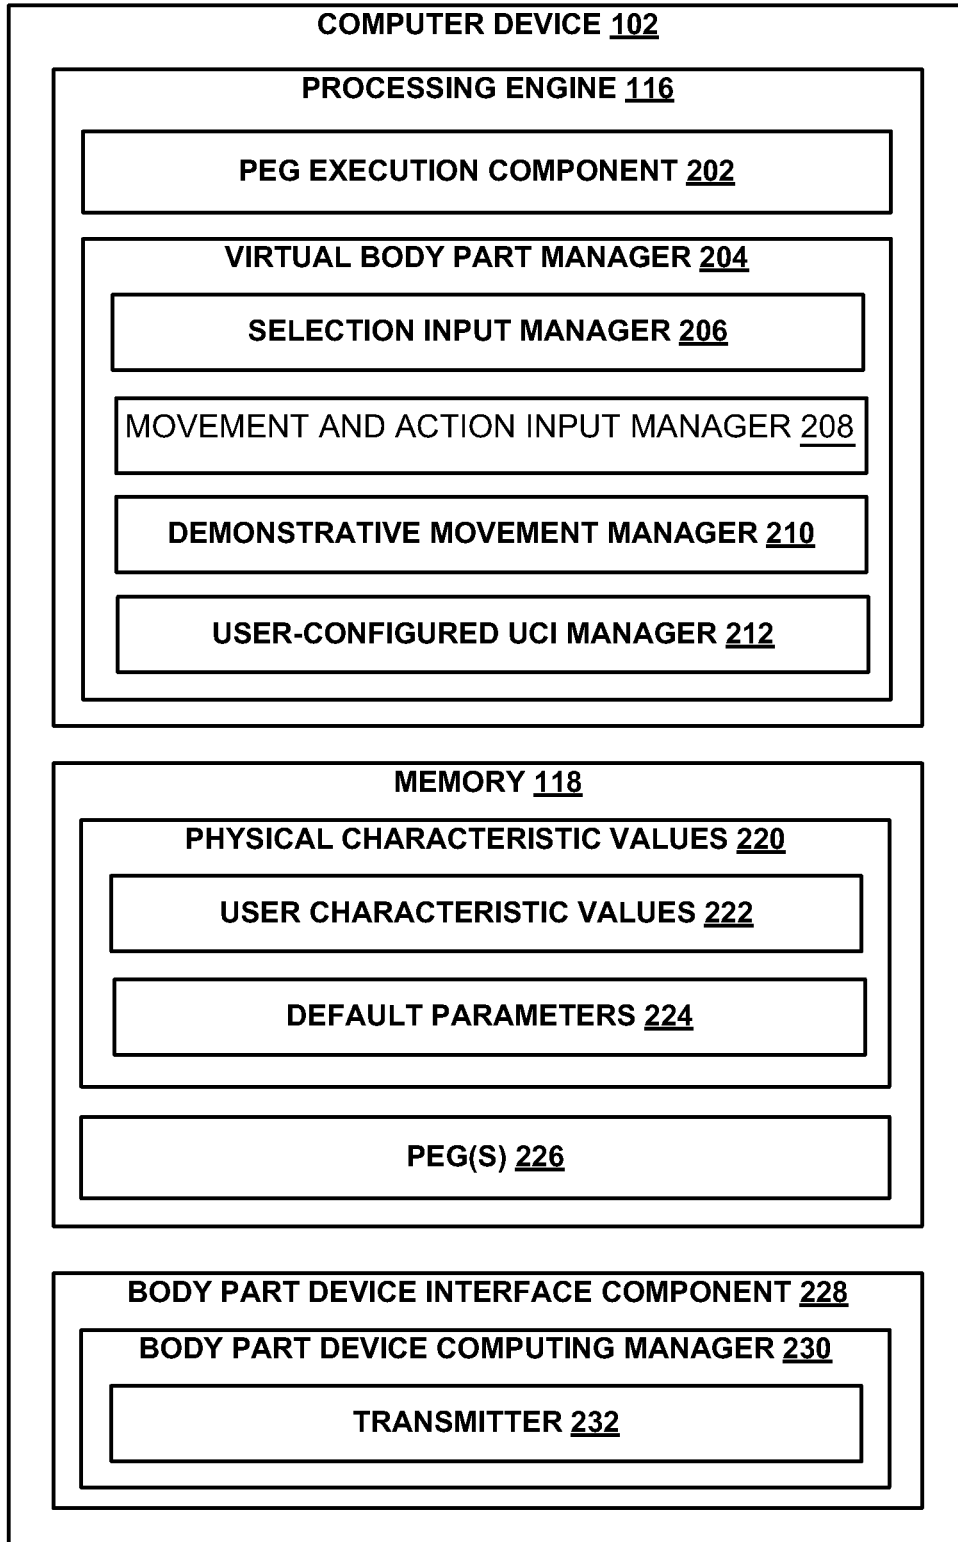 COMPUTER DEVICE 102
PROCESSING ENGINE 116
PEG EXECUTION COMPONENT 202
VIRTUAL BODY PART MANAGER 204
SELECTION INPUT MANAGER 206
MOVEMENT AND ACTION INPUT MANAGER 208
DEMONSTRATIVE MOVEMENT MANAGER 210
USER-CONFIGURED UCI MANAGER 212
MEMORY 118
PHYSICAL CHARACTERISTIC VALUES 220
USER CHARACTERISTIC VALUES 222
DEFAULT PARAMETERS 224
PEG(S) 226
BODY PART DEVICE INTERFACE COMPONENT 228
BODY PART DEVICE COMPUTING MANAGER 230
TRANSMITTER 232